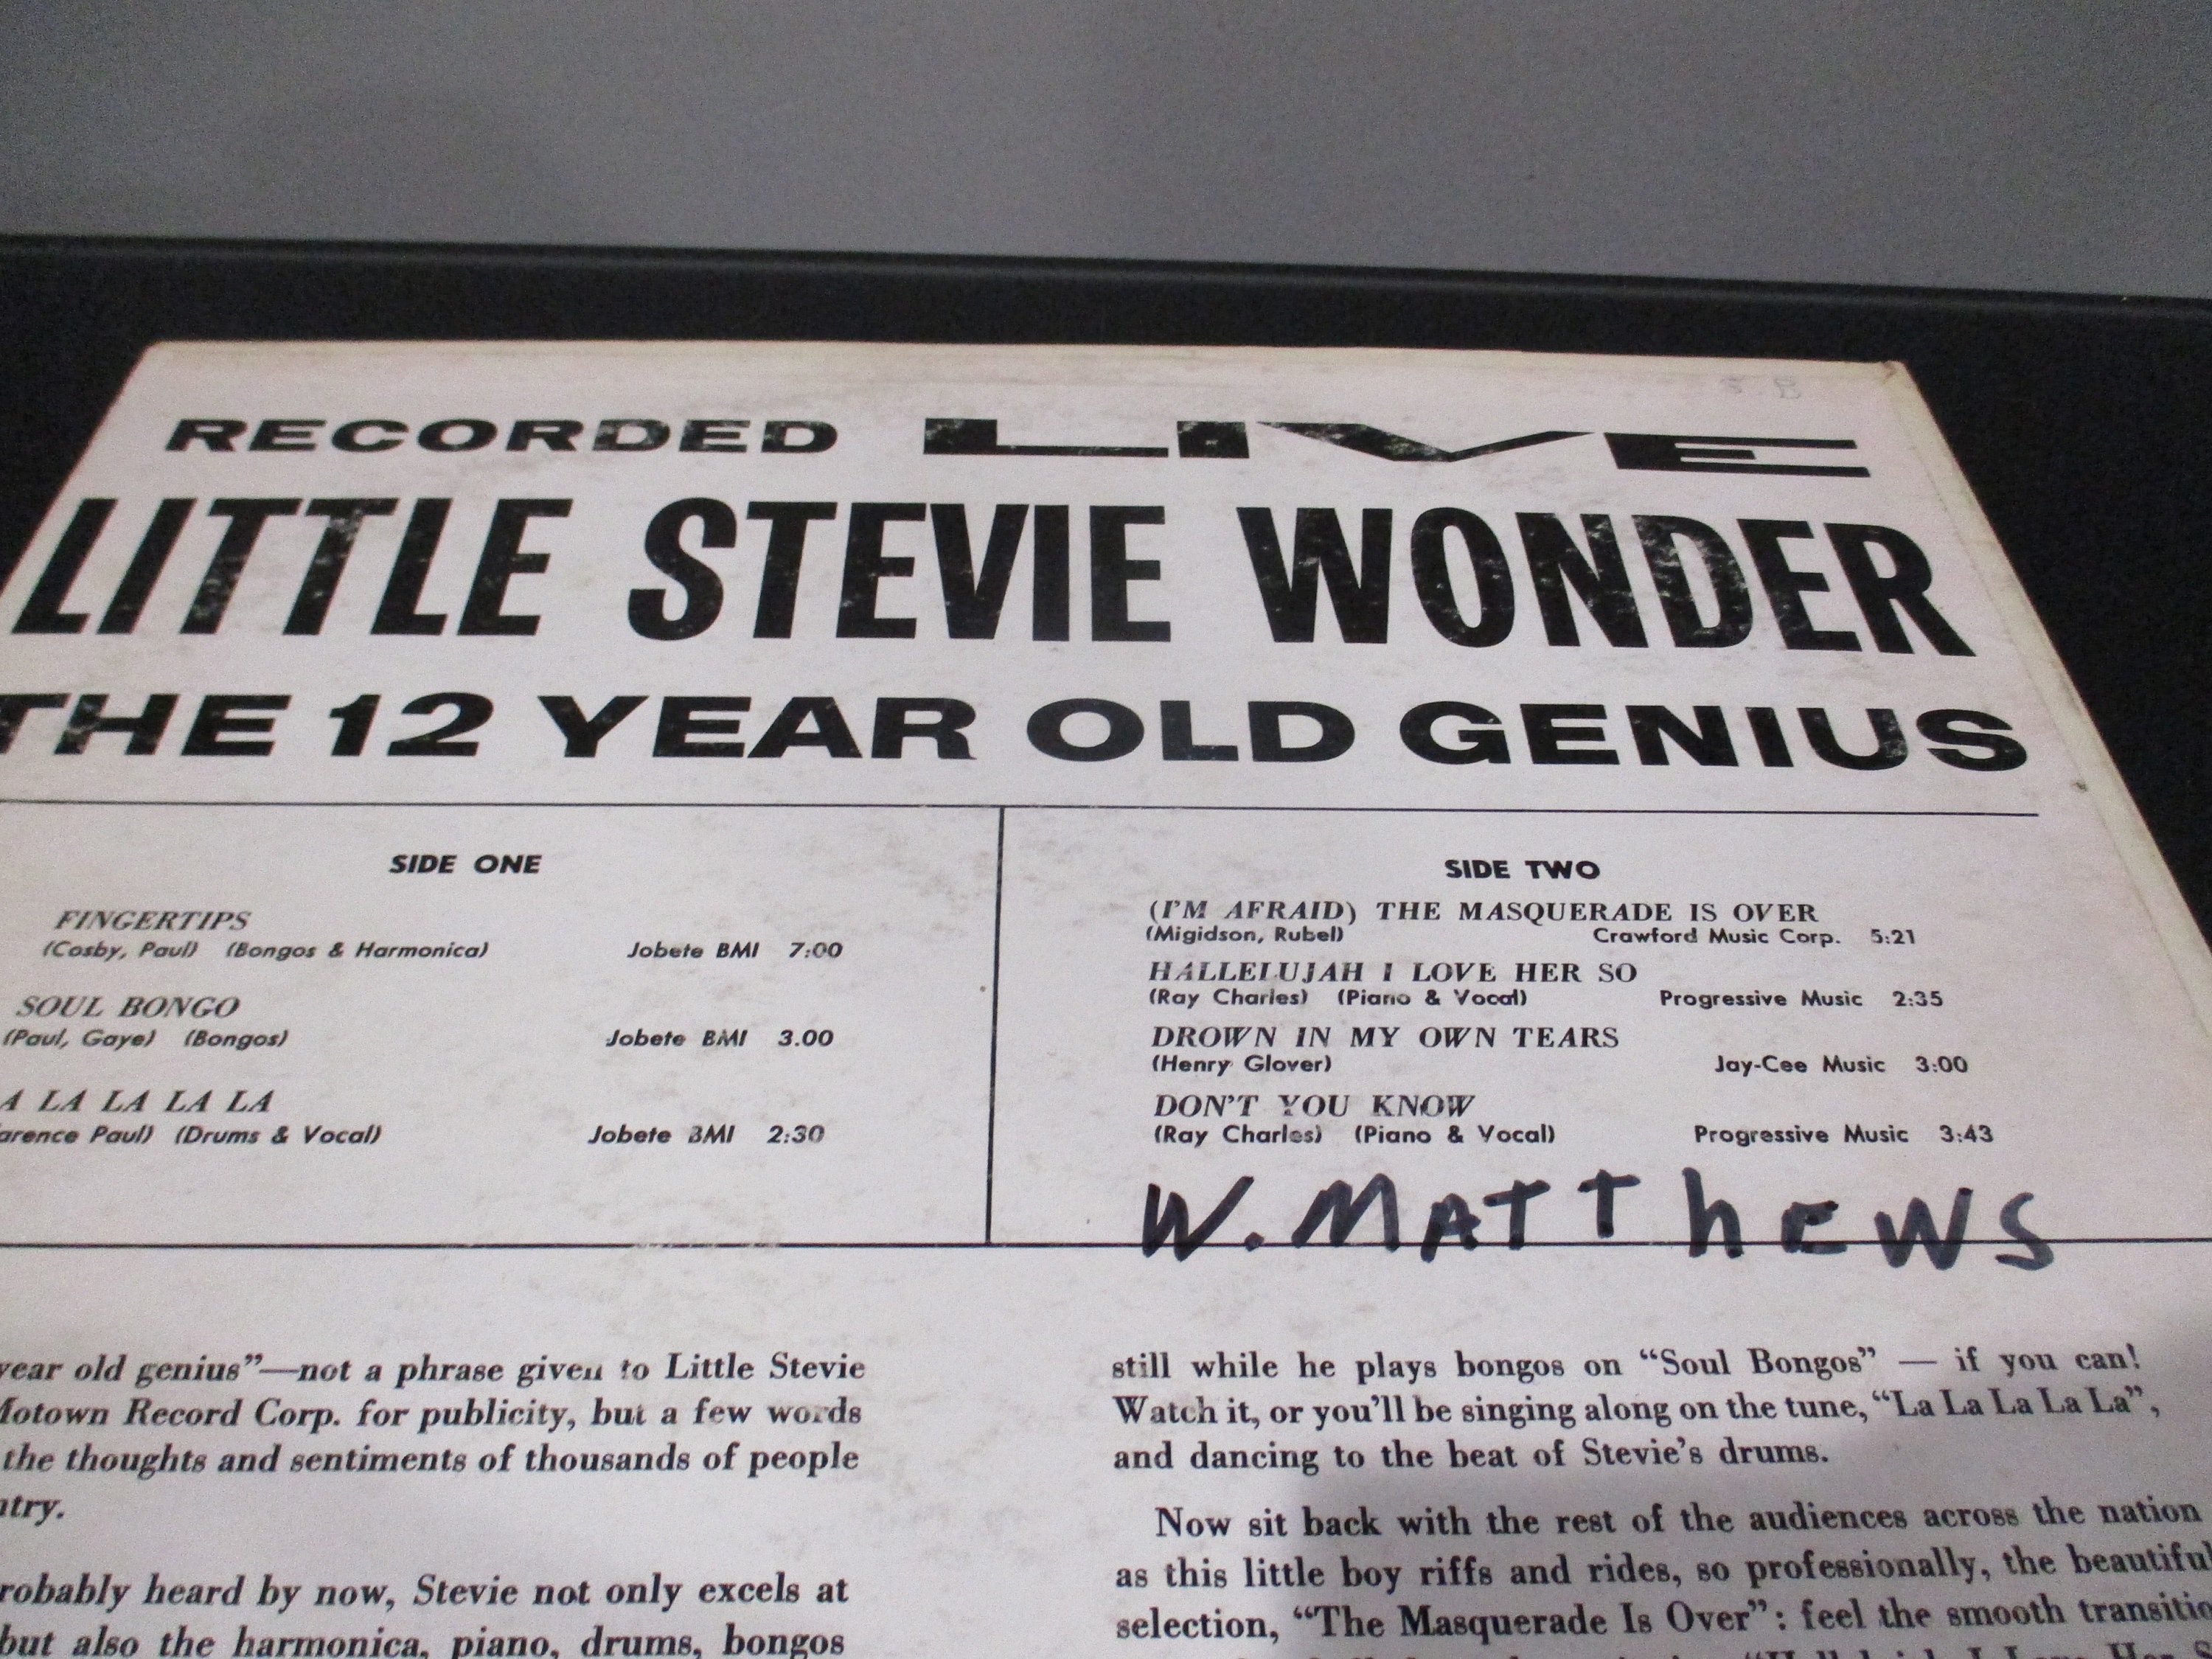 RECORDED LIVE
LITTLE STEVIE WONDER
THE 12 YEAR OLD GENIUS
SIDE ONE
FINGERTIPS
(Cosby, Paul) (Bongos & Harmonica) Jobete BMI 7:00
SOUL BONGO
(Paul, Gaye) (Bongos) Jobete BMI 3.00
A LA LA LA LA
arence Paul) (Drums & Vocal) Jobete BMI 2:30
SIDE TWO
(I'M AFRAID) THE MASQUERADE IS OVER
(Migidson, Rubel) Crawford Music Corp. 5:21
HALLELUJAH I LOVE HER SO
(Ray Charles) (Piano & Vocal) Progressive Music 2:35
DROWN IN MY OWN TEARS
(Henry Glover) Jay-Cee Music 3:00
DON'T YOU KNOW
(Ray Charles) (Piano & Vocal) Progressive Music 3:43
W. MATThEWS
year old genius”—not a phrase given to Little Stevie
Motown Record Corp. for publicity, but a few words
the thoughts and sentiments of thousands of people
ntry.
robably heard by now, Stevie not only excels at
but also the harmonica, piano, drums, bongos
still while he plays bongos on “Soul Bongos” — if you can!
Watch it, or you'll be singing along on the tune, “La La La La La”,
and dancing to the beat of Stevie's drums.
Now sit back with the rest of the audiences across the nation
as this little boy riffs and rides, so professionally, the beautiful
selection, “The Masquerade Is Over”: feel the smooth transitio